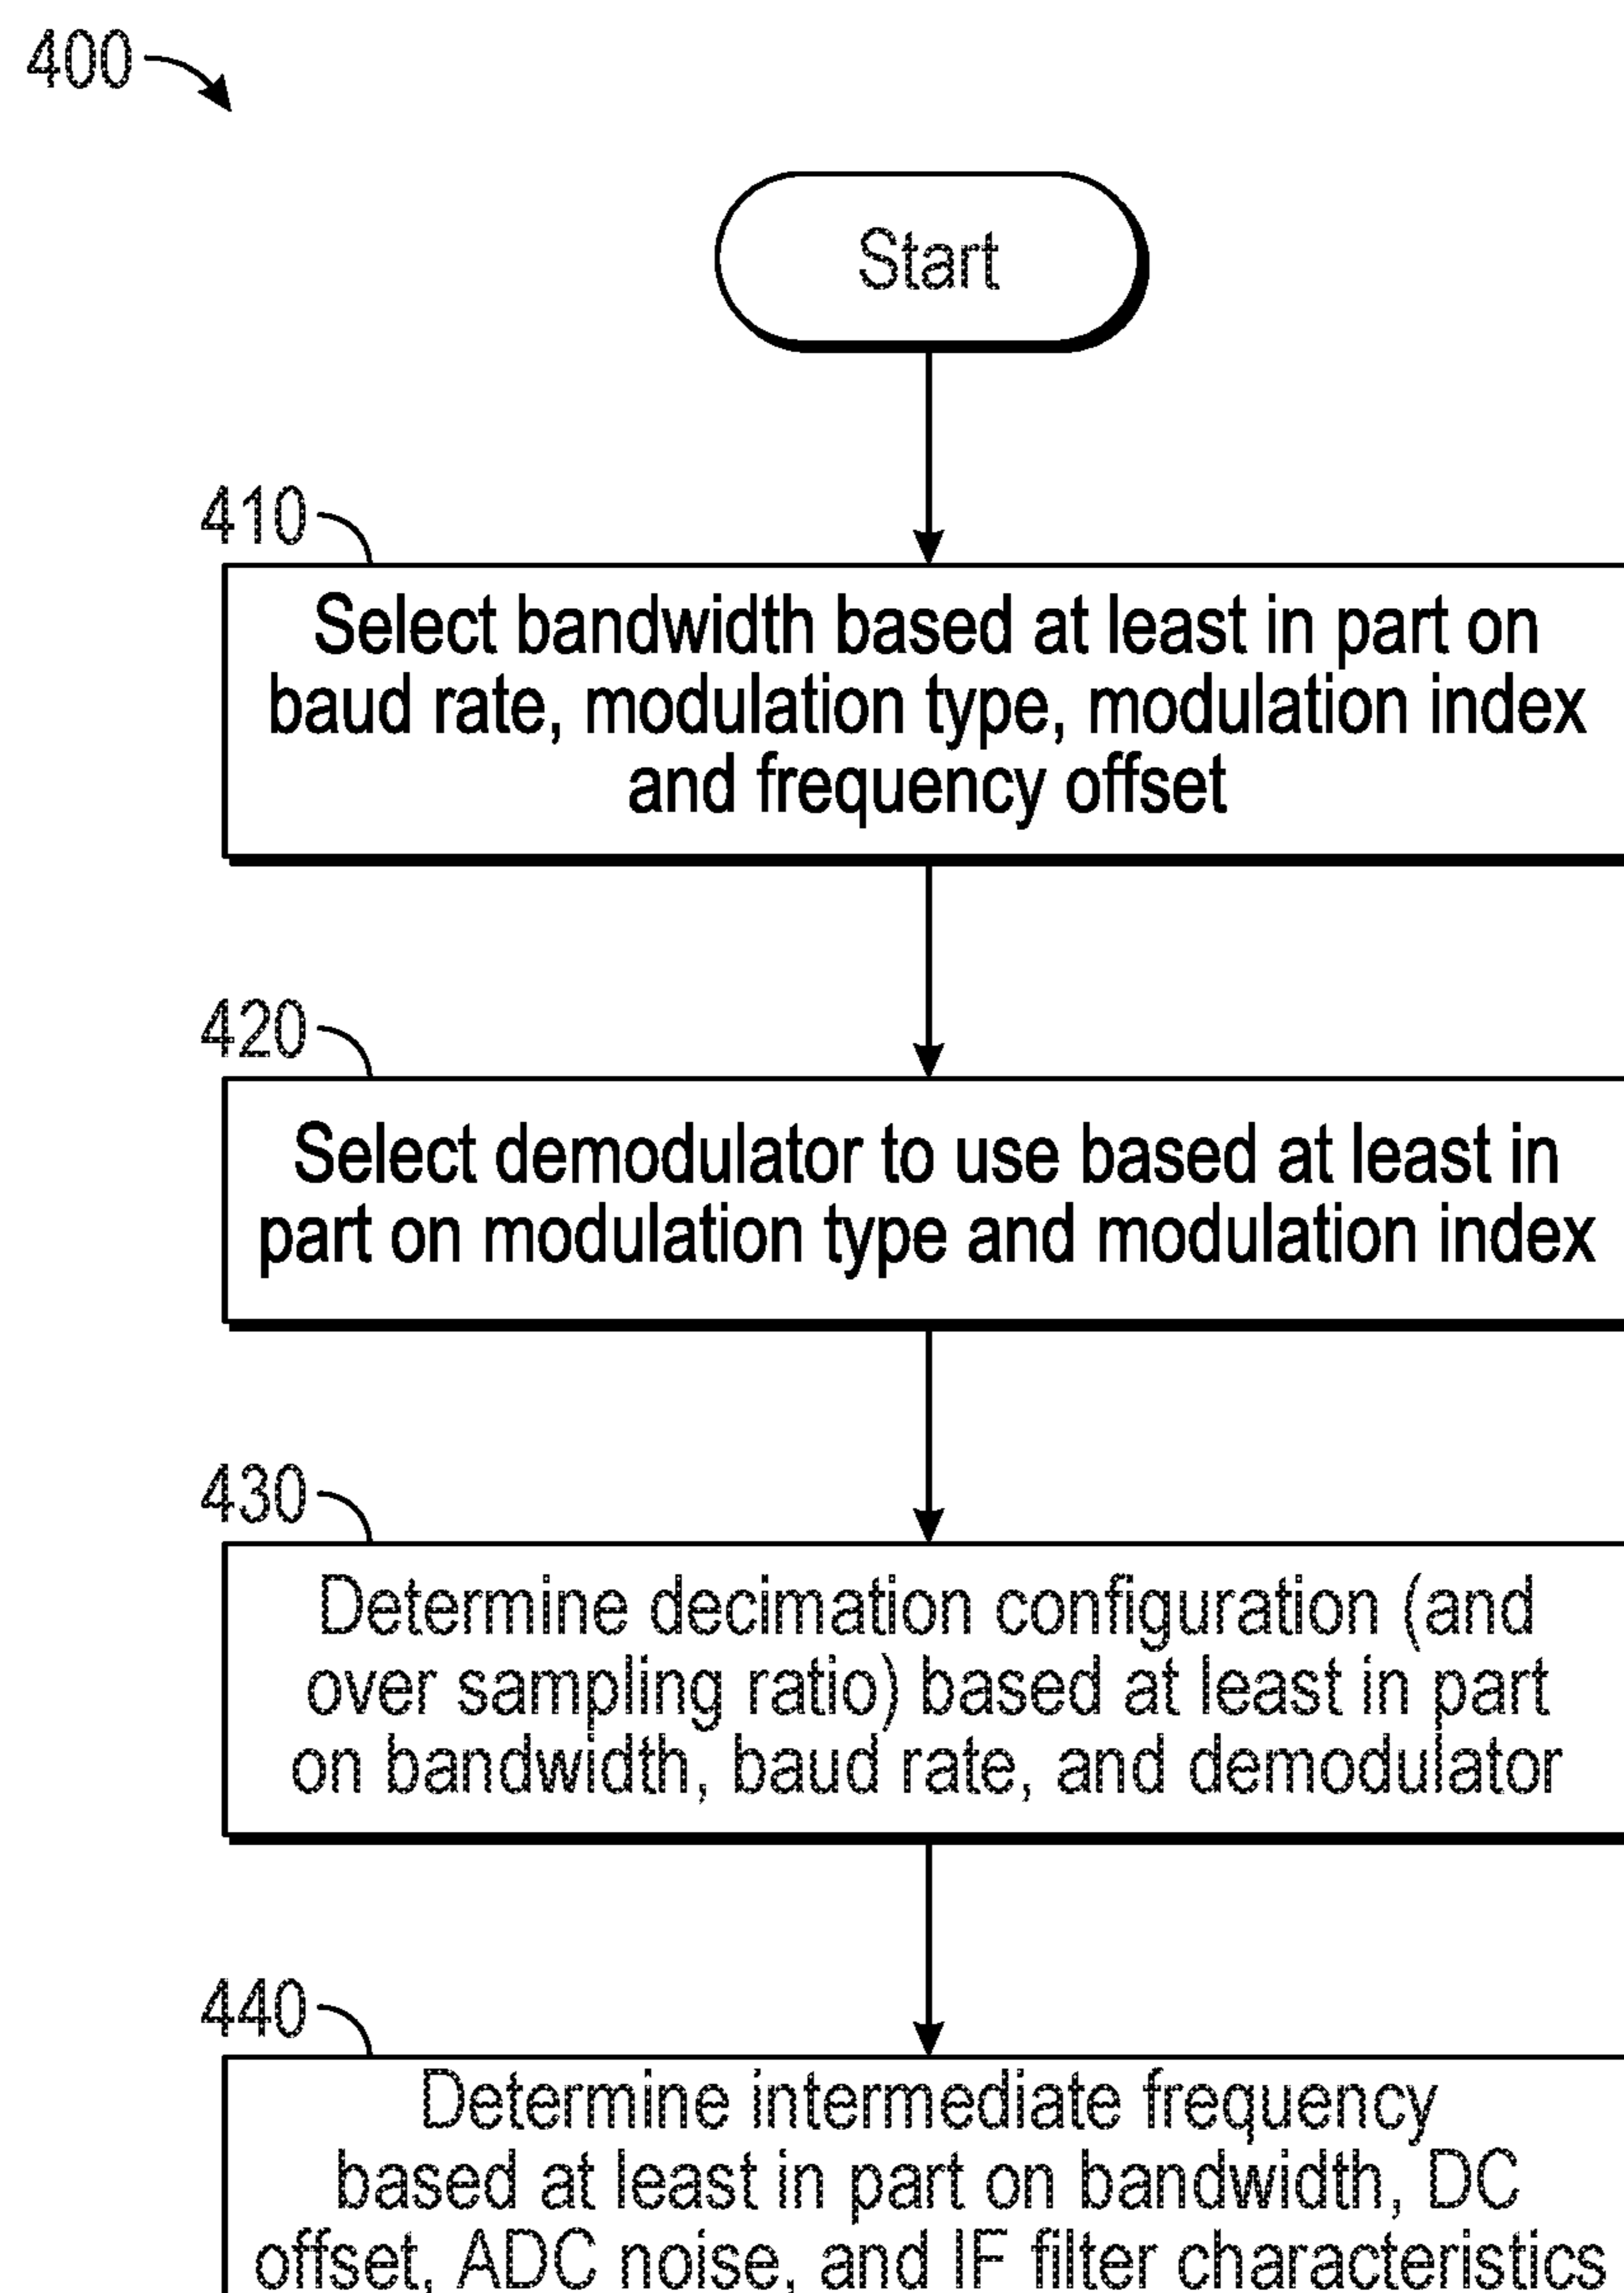 400
Start
410
Select bandwidth based at least in part on
baud rate, modulation type, modulation index
and frequency offset
420
Select demodulator to use based at least in
part on modulation type and modulation index
430
Determine decimation configuration (and
over sampling ratio) based at least in part
on bandwidth, baud rate, and demodulator
440
Determine intermediate frequency
based at least in part on bandwidth, DC
offset, ADC noise, and IF filter characteristics